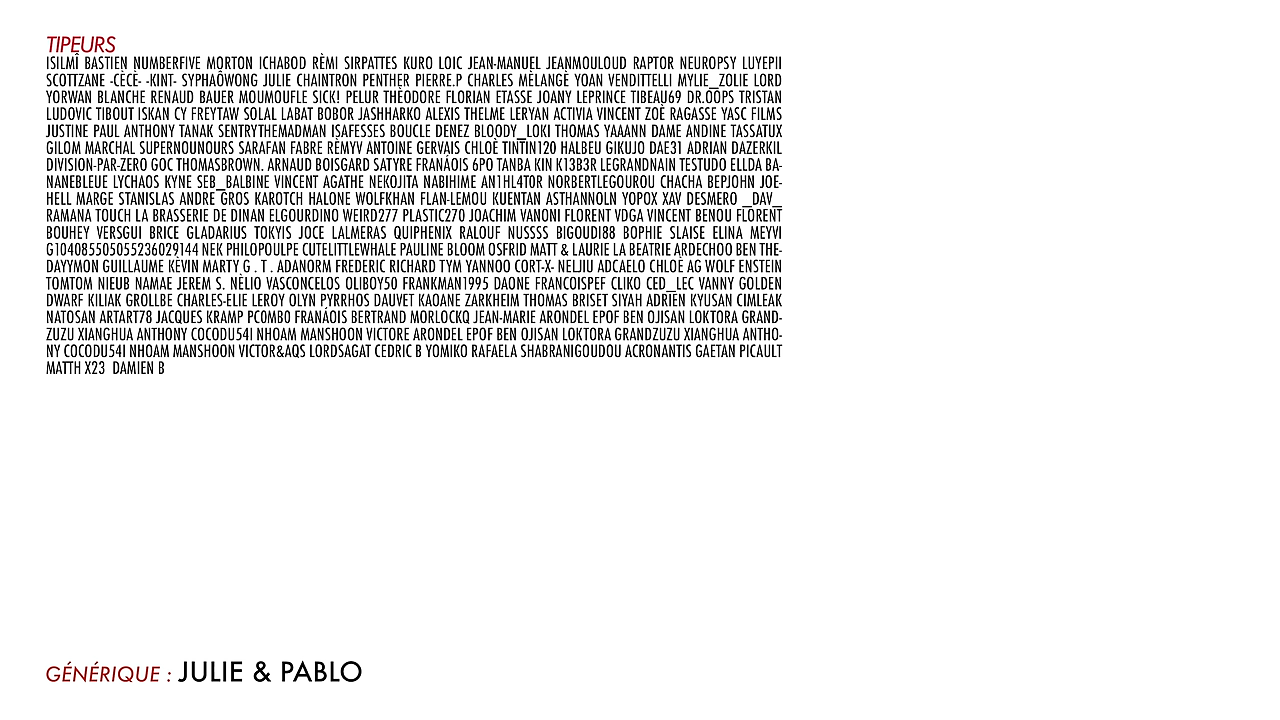 TIPEURS
ISILMÎ BASTIEN NUMBERFIVE MORTON ICHABOD RÈMI SIRPATTES KURO LOIC JEAN-MANUEL JEANMOULOUD RAPTOR NEUROPSY LUYEPII
SCOTTZANE -CÈCÈ- -KINT- SYPHAÔWONG JULIE CHAINTRON PENTHER PIERRE.P CHARLES MÈLANGÈ YOAN VENDITTELLI MYLIE_ZOLIE LORD
YORWAN BLANCHE RENAUD BAUER MOUMOUFLE SICK! PELUR THÈODORE FLORIAN ETASSE JOANY LEPRINCE TIBEAU69 DR.OOPS TRISTAN
LUDOVIC TIBOUT ISKAN CY FREYTAW SOLAL LABAT BOBOR JASHHARKO ALEXIS THELME LERYAN ACTIVIA VINCENT ZOÈ RAGASSE YASC FILMS
JUSTINE PAUL ANTHONY TANAK SENTRYTHEMADMAN ISAFESSES BOUCLE DENEZ BLOODY_LOKI THOMAS YAAANN DAME ANDINE TASSATUX
GILOM MARCHAL SUPERNOUNOURS SARAFAN FABRE RÈMYV ANTOINE GERVAIS CHLOÈ TINTIN120 HALBEU GIKUJO DAE31 ADRIAN DAZERKIL
DIVISION-PAR-ZERO GOC THOMASBROWN. ARNAUD BOISGARD SATYRE FRANÁOIS 6PO TANBA KIN K13B3R LEGRANDNAIN TESTUDO ELLDA BA-
NANEBLEUE LYCHAOS KYNE SEB_BALBINE VINCENT AGATHE NEKOJITA NABIHIME AN1HL4T0R NORBERTLEGOUROU CHACHA BEPJOHN JOE-
HELL MARGE STANISLAS ANDRE GROS KAROTCH HALONE WOLFKHAN FLAN-LEMOU KUENTAN ASTHANNOLN YOPOX XAV DESMERO _DAV_
RAMANA TOUCH LA BRASSERIE DE DINAN ELGOURDINO WEIRD277 PLASTIC270 JOACHIM VANONI FLORENT VDGA VINCENT BENOU FLORENT
BOUHEY VERSGUI BRICE GLADARIUS TOKYIS JOCE LALMERAS QUIPHENIX RALOUF NUSSSS BIGOUDI88 BOPHIE SLAISE ELINA MEYVI
G104085505055236029144 NEK PHILOPOULPE CUTELITTLEWHALE PAULINE BLOOM OSFRID MATT & LAURIE LA BEATRIE ARDECHOO BEN THE-
DAYYMON GUILLAUME KÈVIN MARTY G . T . ADANORM FREDERIC RICHARD TYM YANNOO CORT-X- NELJIU ADCAELO CHLOÈ AG WOLF ENSTEIN
TOMTOM NIEUB NAMAE JEREM S. NÈLIO VASCONCELOS OLIBOY50 FRANKMAN1995 DAONE FRANCOISPEF CLIKO CED_LEC VANNY GOLDEN
DWARF KILIAK GROLLBE CHARLES-ELIE LEROY OLYN PYRRHOS DAUVET KAOANE ZARKHEIM THOMAS BRISET SIYAH ADRIEN KYUSAN CIMLEAK
NATOSAN ARTART78 JACQUES KRAMP PCOMB0 FRANÁOIS BERTRAND MORLOCKQ JEAN-MARIE ARONDEL EPOF BEN OJISAN LOKTORA GRAND-
ZUZU XIANGHUA ANTHONY COCODU54I NHOAM MANSHOON VICTORE ARONDEL EPOF BEN OJISAN LOKTORA GRANDZUZU XIANGHUA ANTHO-
NY COCODU54I NHOAM MANSHOON VICTOR&AQS LORDSAGAT CEDRIC B YOMIKO RAFAELA SHABRANIGOUDOU ACRONANTIS GAETAN PICAULT
MATTH X23 DAMIEN B
GÉNÉRIQUE : JULIE & PABLO